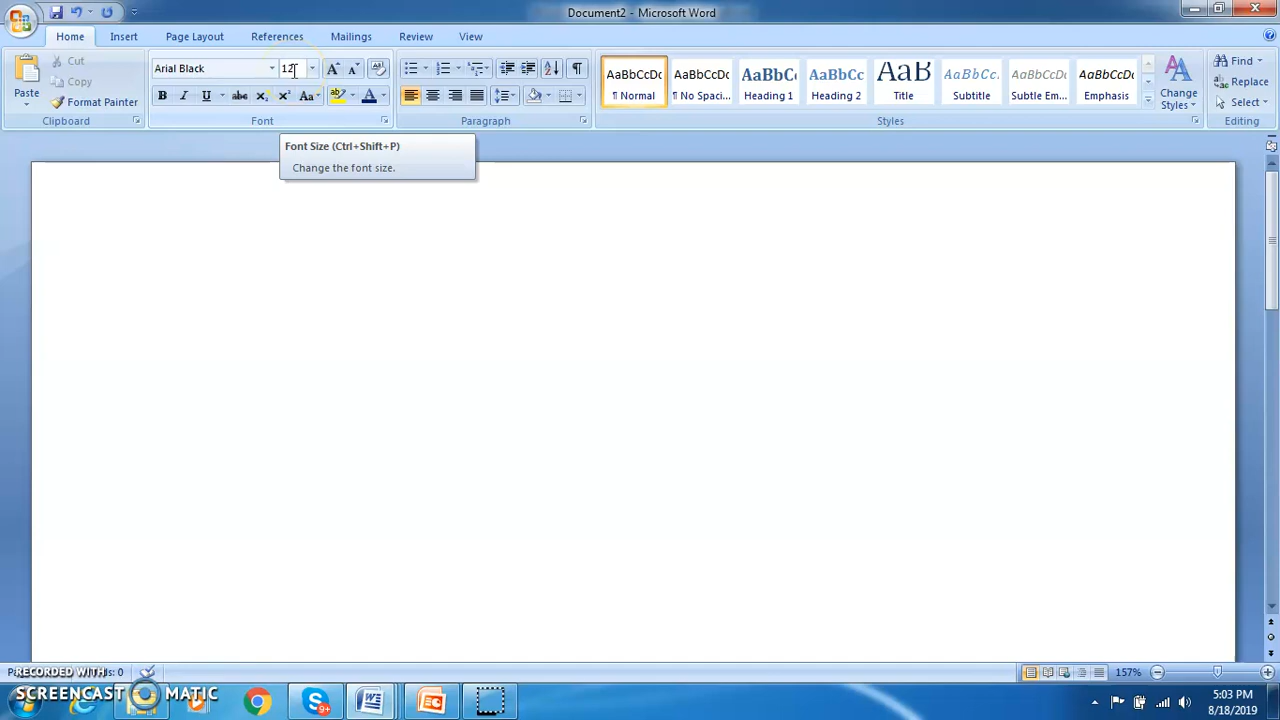 Document2 - Microsoft Word
Home Insert Page Layout References Mailings Review View
Paste
Cut
Copy
Format Painter
Clipboard
Arial Black 12
Font
Paragraph
AaBbCcDc AaBbCcDc AaBbC AaBbCc AaB AaBbCc. AaBbCcDc AaBbCcDc
¶ Normal ¶ No Spaci... Heading 1 Heading 2 Title Subtitle Subtle Em... Emphasis
Change
Styles
Styles
Find
Replace
Select
Editing
Font Size (Ctrl+Shift+P)
Change the font size.
157%
RECORDED WITH
SCREENCAST MATIC
9+
5:03 PM
8/18/2019